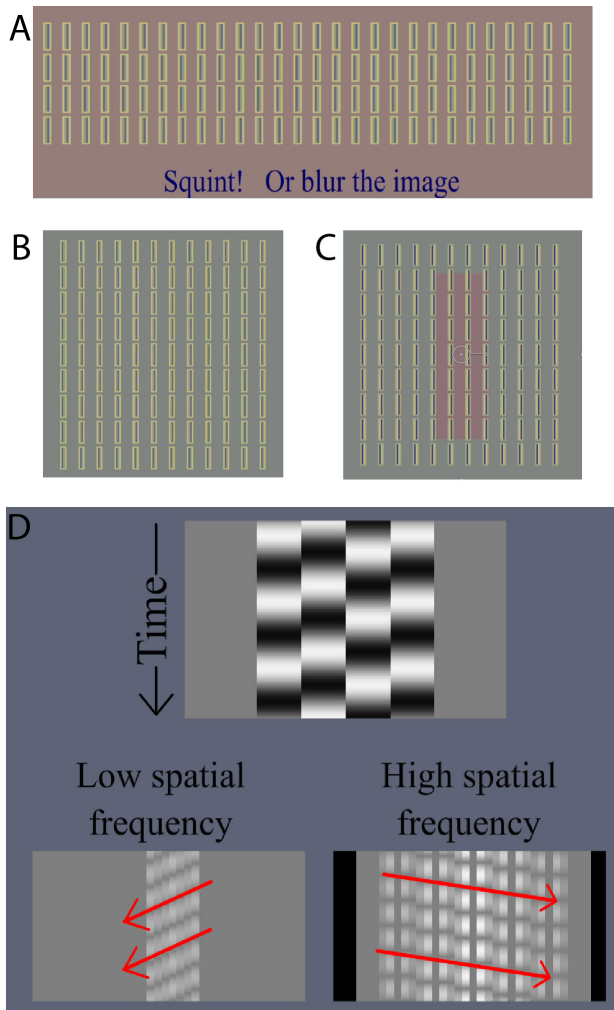 A
Squint! Or blur the image
B
C
D
Time
Low spatial
frequency
High spatial
frequency